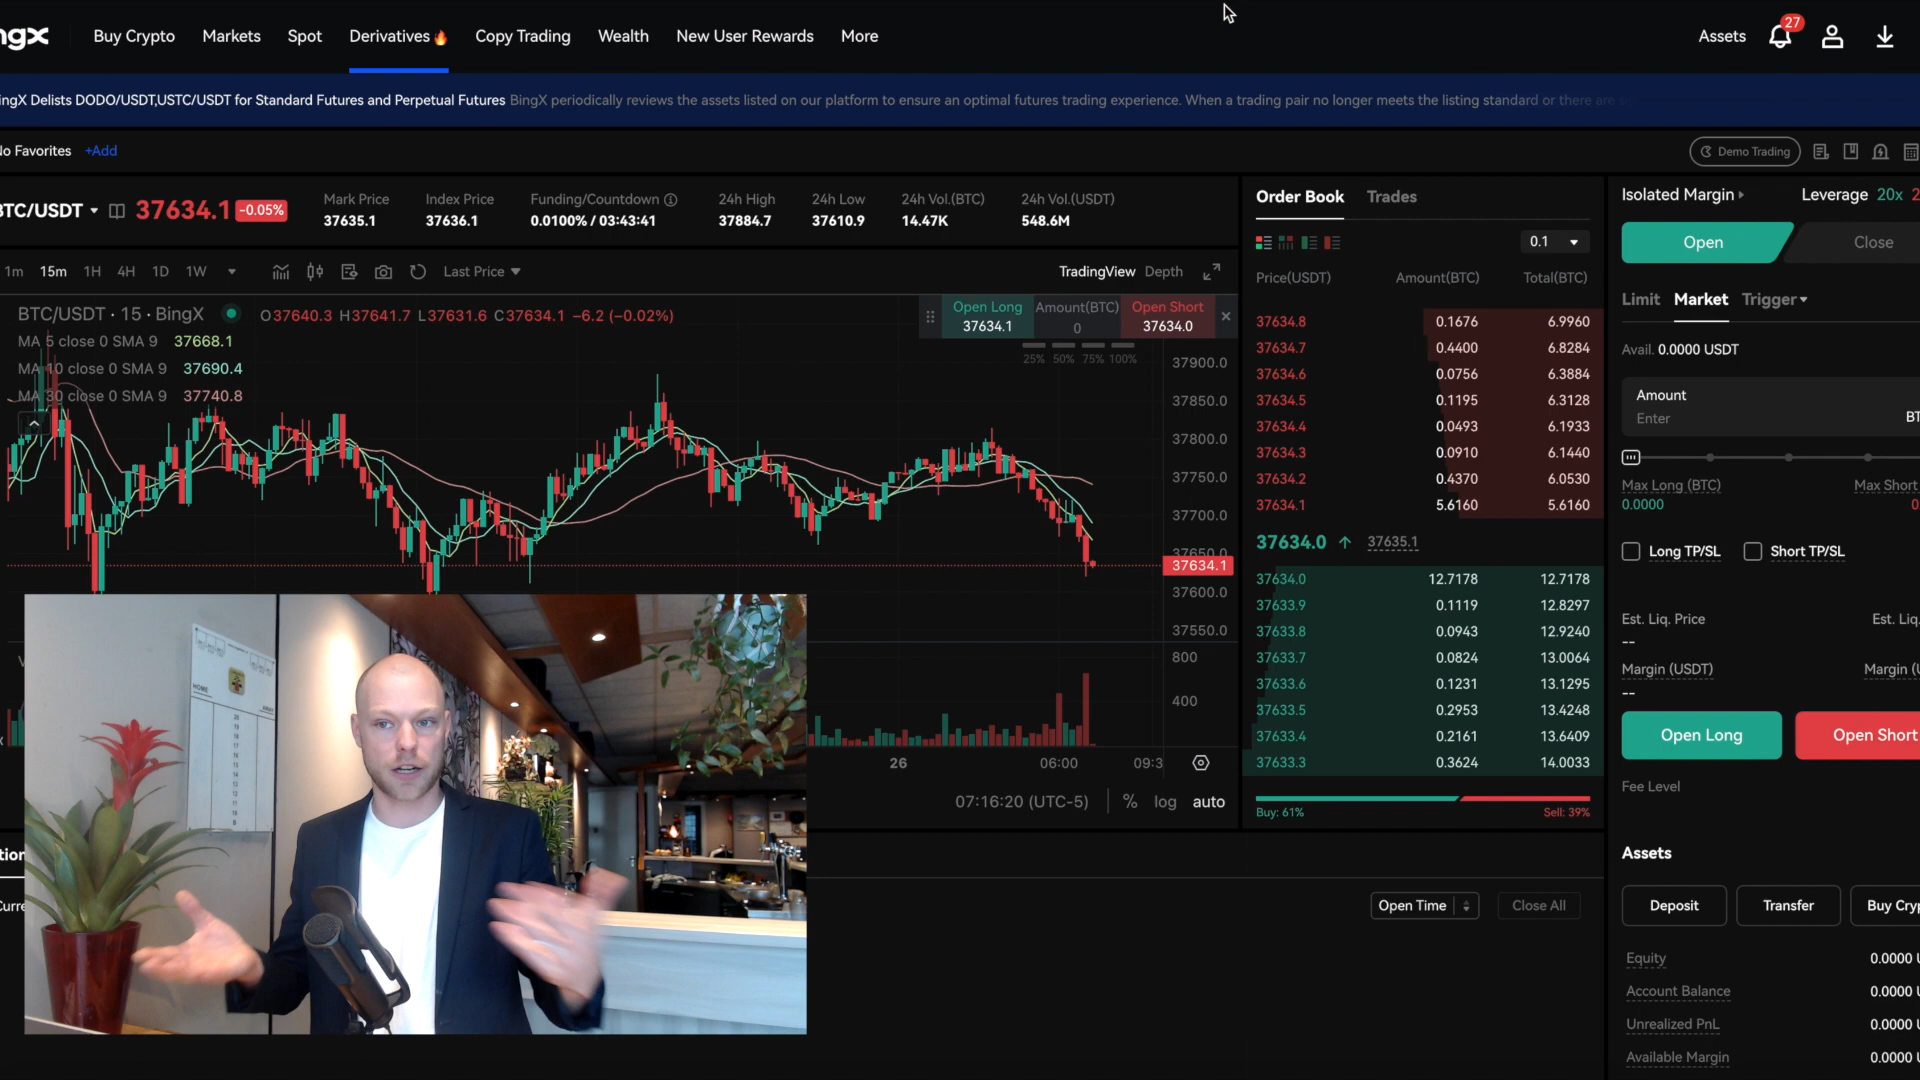 ngX
Buy Crypto Markets Spot Derivatives Copy Trading Wealth New User Rewards More Assets 27
ingX Delists DODO/USDT,USTC/USDT for Standard Futures and Perpetual Futures BingX periodically reviews the assets listed on our platform to ensure an optimal futures trading experience. When a trading pair no longer meets the listing standard or there are
No Favorites +Add Demo Trading
BTC/USDT 37634.1 -0.05%
Mark Price Index Price Funding/Countdown 24h High 24h Low 24h Vol.(BTC) 24h Vol.(USDT)
37635.1 37636.1 0.0100% / 03:43:41 37884.7 37610.9 14.47K 548.6M
1m 15m 1H 4H 1D 1W Last Price TradingView Depth
BTC/USDT · 15 · BingX O37640.3 H37641.7 L37631.6 C37634.1 −6.2 (−0.02%)
MA 5 close 0 SMA 9 37668.1
MA 10 close 0 SMA 9 37690.4
MA 30 close 0 SMA 9 37740.8
Open Long Amount(BTC) Open Short
37634.1 0 37634.0
25% 50% 75% 100%
37900.0
37850.0
37800.0
37750.0
37700.0
37650.0
37634.1
37600.0
37550.0
800
400
26 06:00 09:3
07:16:20 (UTC-5) % log auto
Order Book Trades
0.1
Price(USDT) Amount(BTC) Total(BTC)
37634.8 0.1676 6.9960
37634.7 0.4400 6.8284
37634.6 0.0756 6.3884
37634.5 0.1195 6.3128
37634.4 0.0493 6.1933
37634.3 0.0910 6.1440
37634.2 0.4370 6.0530
37634.1 5.6160 5.6160
37634.0 37635.1
37634.0 12.7178 12.7178
37633.9 0.1119 12.8297
37633.8 0.0943 12.9240
37633.7 0.0824 13.0064
37633.6 0.1231 13.1295
37633.5 0.2953 13.4248
37633.4 0.2161 13.6409
37633.3 0.3624 14.0033
Buy: 61% Sell: 39%
Isolated Margin Leverage 20x 2
Open Close
Limit Market Trigger
Avail. 0.0000 USDT
Amount
Enter BT
Max Long (BTC) Max Short
0.0000 0
Long TP/SL Short TP/SL
Est. Liq. Price Est. Liq.
-- 
Margin (USDT) Margin (U
--
Open Long Open Short
Fee Level
Assets
Deposit Transfer Buy Cryp
Equity 0.0000 U
Account Balance 0.0000 U
Unrealized PnL 0.0000 U
Available Margin 0.0000 U
tion
Curre
Open Time Close All
HOME